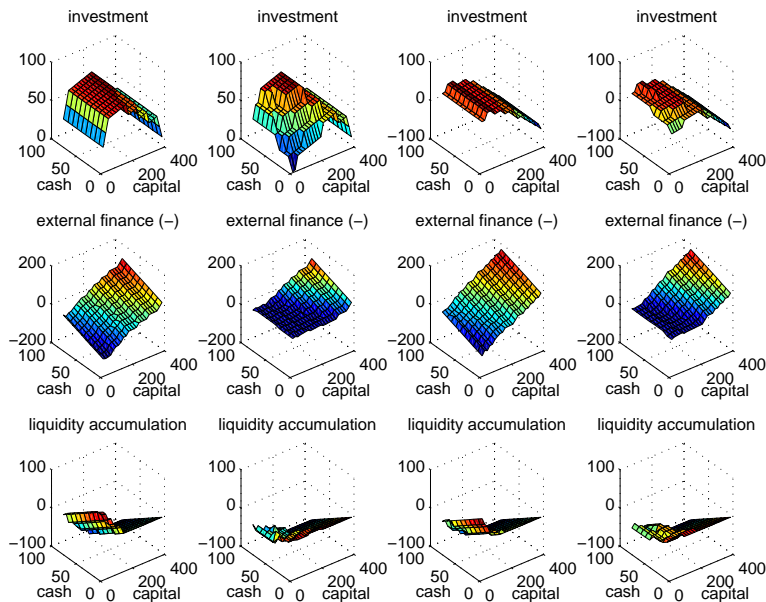 investment investment investment investment
100 100 100 100
50 50 0 0
0 0 −100 −100
100 100 100 100
50 400 50 400 50 400 50 400
cash 0 0 200 capital cash 0 0 200 capital cash 0 0 200 capital cash 0 0 200 capital
external finance (−) external finance (−) external finance (−) external finance (−)
200 200 200 200
0 0 0 0
−200 −200 −200 −200
100 100 100 100
50 400 50 400 50 400 50 400
cash 0 0 200 capital cash 0 0 200 capital cash 0 0 200 capital cash 0 0 200 capital
liquidity accumulation liquidity accumulation liquidity accumulation liquidity accumulation
100 100 100 100
0 0 0 0
−100 −100 −100 −100
100 100 100 100
50 400 50 400 50 400 50 400
cash 0 0 200 capital cash 0 0 200 capital cash 0 0 200 capital cash 0 0 200 capital